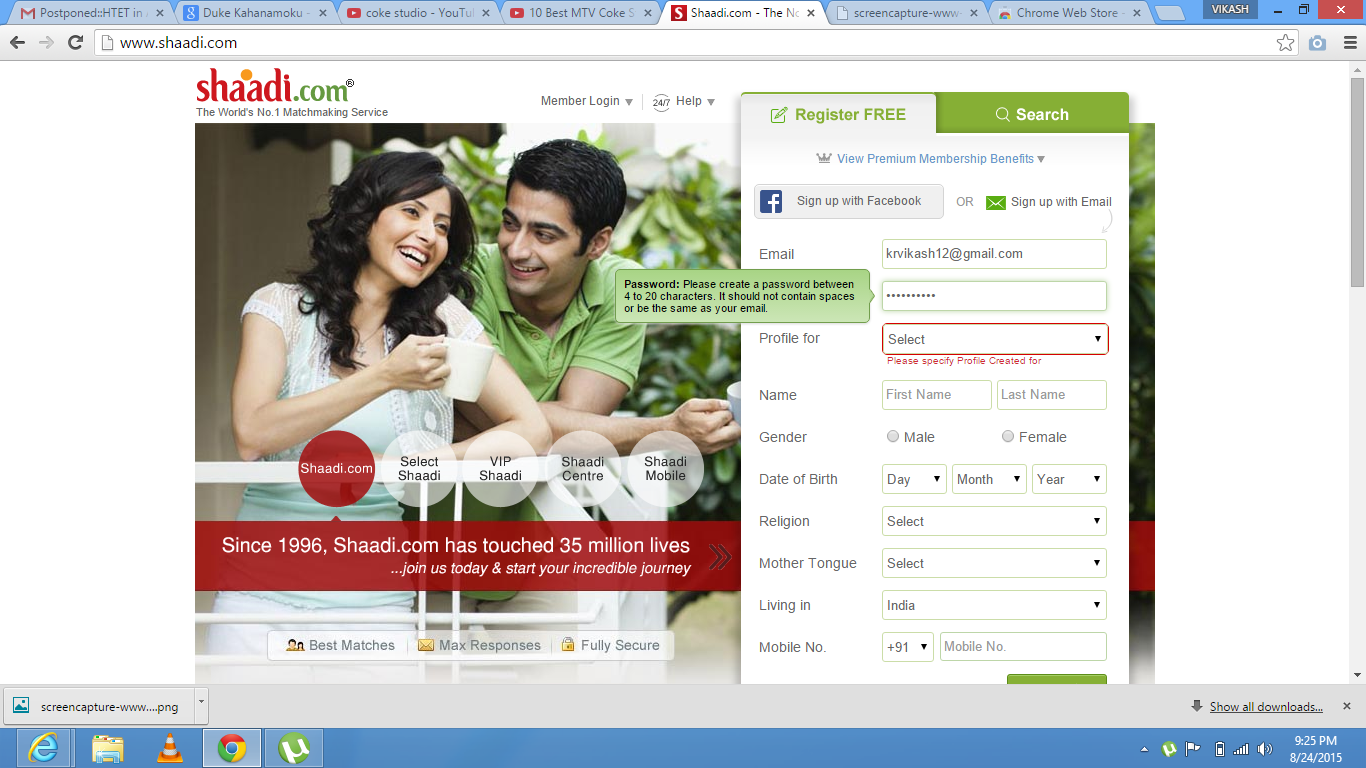 Postponed::HTET in
Duke Kahanamoku -
coke studio - YouTu
10 Best MTV Coke S
Shaadi.com - The No
screencapture-www-
Chrome Web Store -
VIKASH
www.shaadi.com
shaadi.com®
The World's No.1 Matchmaking Service
Member Login
24/7 Help
Register FREE
Search
View Premium Membership Benefits
Sign up with Facebook
OR
Sign up with Email
Email
krvikash12@gmail.com
Password: Please create a password between
4 to 20 characters. It should not contain spaces
or be the same as your email.
••••••••••
Profile for
Select
Please specify Profile Created for
Name
First Name
Last Name
Gender
Male
Female
Date of Birth
Day
Month
Year
Religion
Select
Mother Tongue
Select
Living in
India
Mobile No.
+91
Mobile No.
Shaadi.com
Select
Shaadi
VIP
Shaadi
Shaadi
Centre
Shaadi
Mobile
Since 1996, Shaadi.com has touched 35 million lives
...join us today & start your incredible journey
Best Matches
Max Responses
Fully Secure
screencapture-www....png
Show all downloads...
9:25 PM
8/24/2015